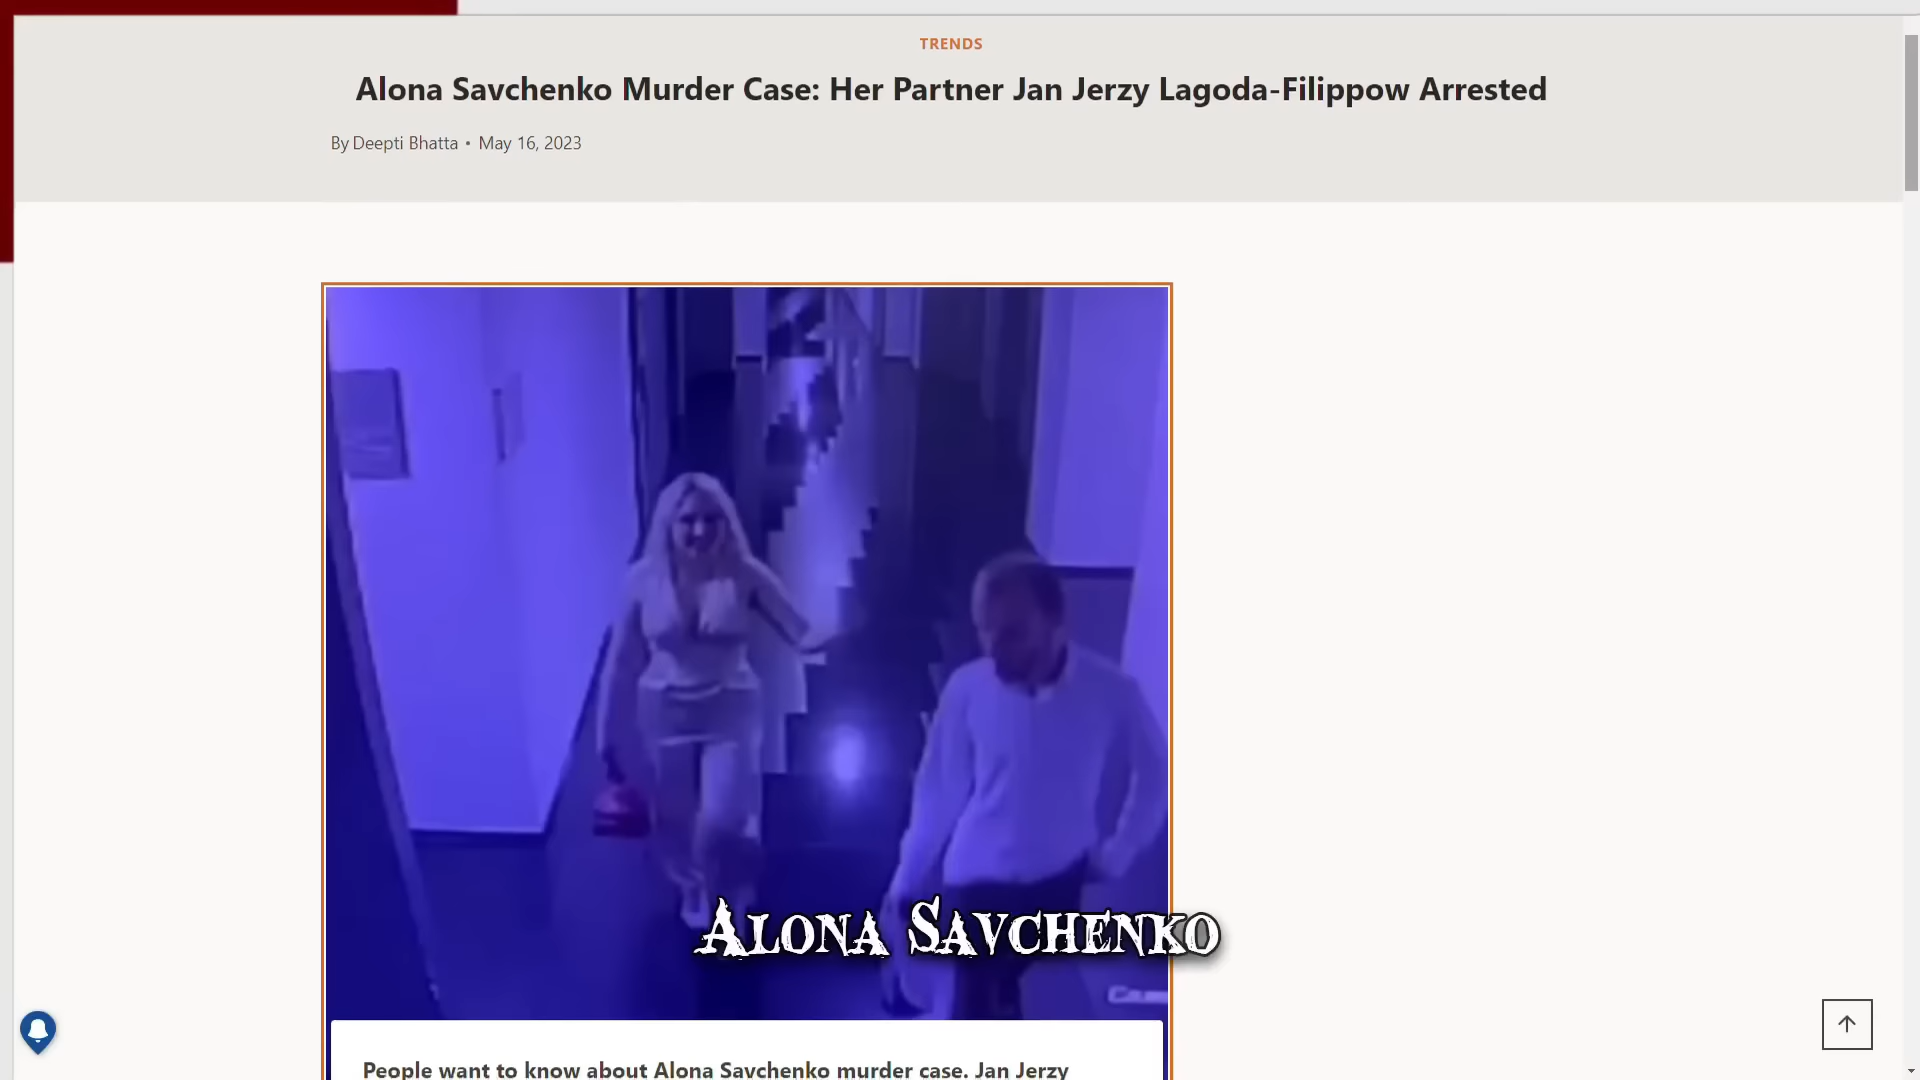 TRENDS
Alona Savchenko Murder Case: Her Partner Jan Jerzy Lagoda-Filippow Arrested
By Deepti Bhatta • May 16, 2023
Alona Savchenko
People want to know about Alona Savchenko murder case. Jan Jerzy